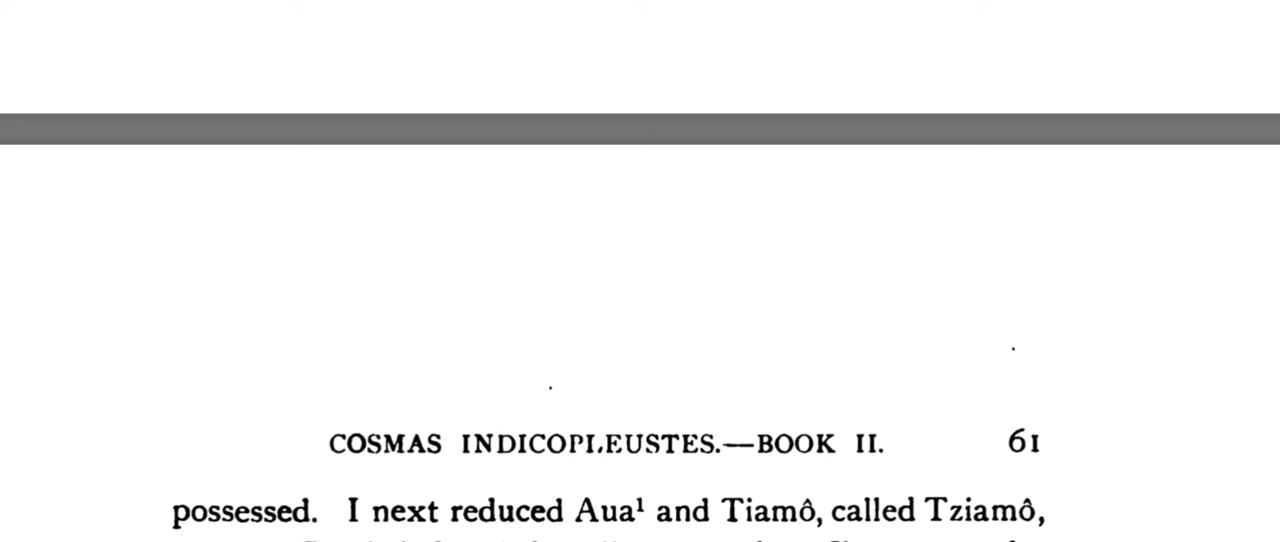 COSMAS INDICOPLEUSTES.—BOOK II. 61
possessed. I next reduced Aua¹ and Tiamô, called Tziamô,